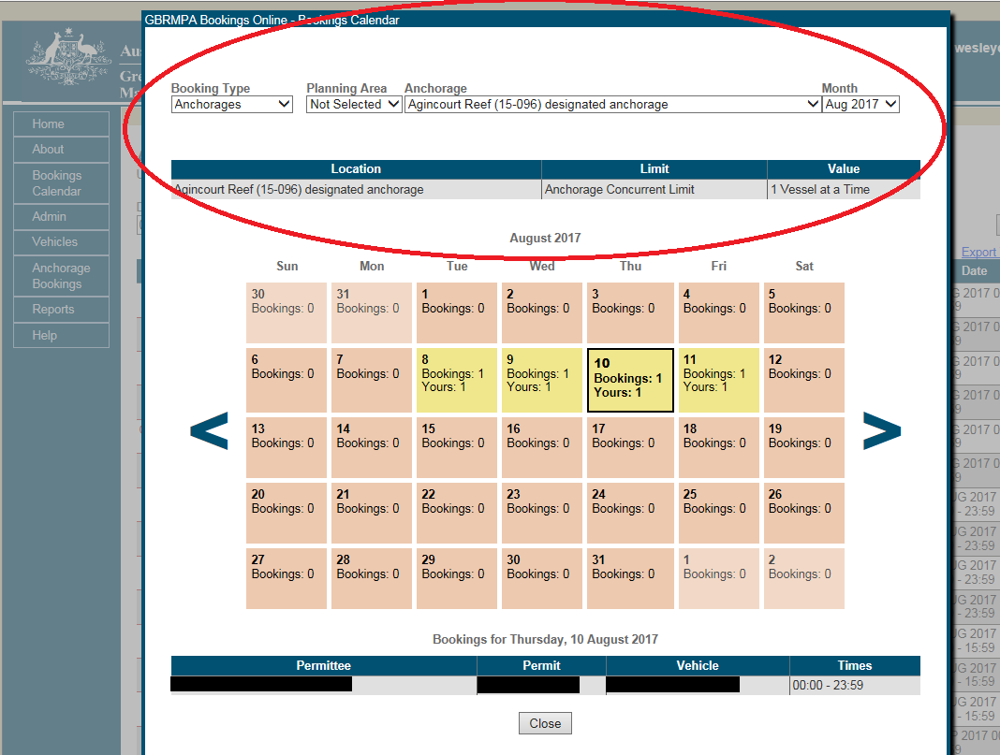 GBRMPA Bookings Online - Bookings Calendar
Aus
Gre
Ma
wesley
Home
About
Bookings
Calendar
Admin
Vehicles
Anchorage
Bookings
Reports
Help
Booking Type Planning Area Anchorage Month
Anchorages Not Selected Agincourt Reef (15-096) designated anchorage Aug 2017
Location Limit Value
Agincourt Reef (15-096) designated anchorage Anchorage Concurrent Limit 1 Vessel at a Time
August 2017
Sun Mon Tue Wed Thu Fri Sat
30 31 1 2 3 4 5
Bookings: 0 Bookings: 0 Bookings: 0 Bookings: 0 Bookings: 0 Bookings: 0 Bookings: 0
6 7 8 9 10 11 12
Bookings: 0 Bookings: 0 Bookings: 1 Bookings: 1 Bookings: 1 Bookings: 1 Bookings: 0
Yours: 1 Yours: 1 Yours: 1 Yours: 1
< >
13 14 15 16 17 18 19
Bookings: 0 Bookings: 0 Bookings: 0 Bookings: 0 Bookings: 0 Bookings: 0 Bookings: 0
20 21 22 23 24 25 26
Bookings: 0 Bookings: 0 Bookings: 0 Bookings: 0 Bookings: 0 Bookings: 0 Bookings: 0
27 28 29 30 31 1 2
Bookings: 0 Bookings: 0 Bookings: 0 Bookings: 0 Bookings: 0 Bookings: 0 Bookings: 0
Bookings for Thursday, 10 August 2017
Permittee Permit Vehicle Times
00:00 - 23:59
Close
Export
Date
G 2017 0
9
G 2017 0
9
G 2017 0
9
G 2017 0
9
G 2017 0
9
G 2017 0
9
UG 2017
- 23:59
UG 2017
- 23:59
UG 2017
- 23:59
UG 2017
- 23:59
UG 2017
- 15:59
UG 2017
- 15:59
UG 2017
- 15:59
P 2017 0
9